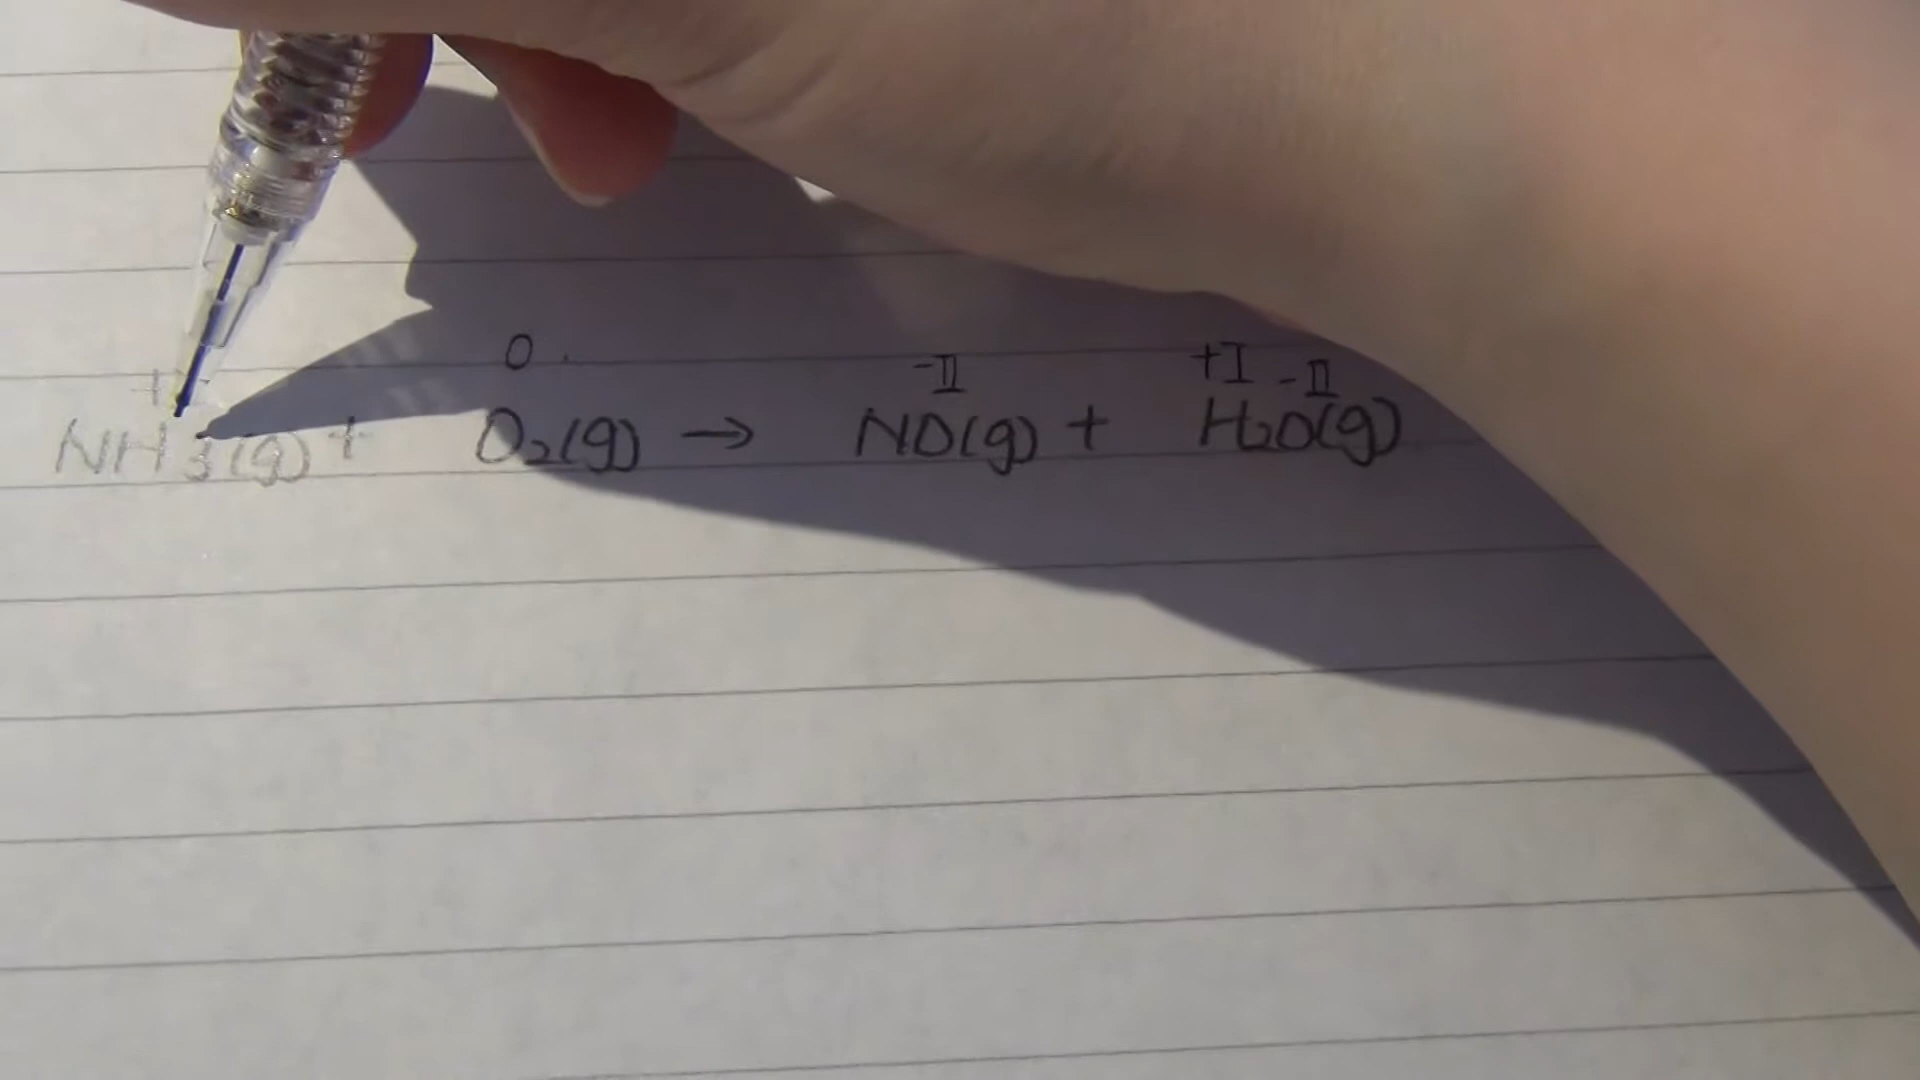 + 0 -II +I -II
NH3(g) + O2(g) → NO(g) + H2O(g)